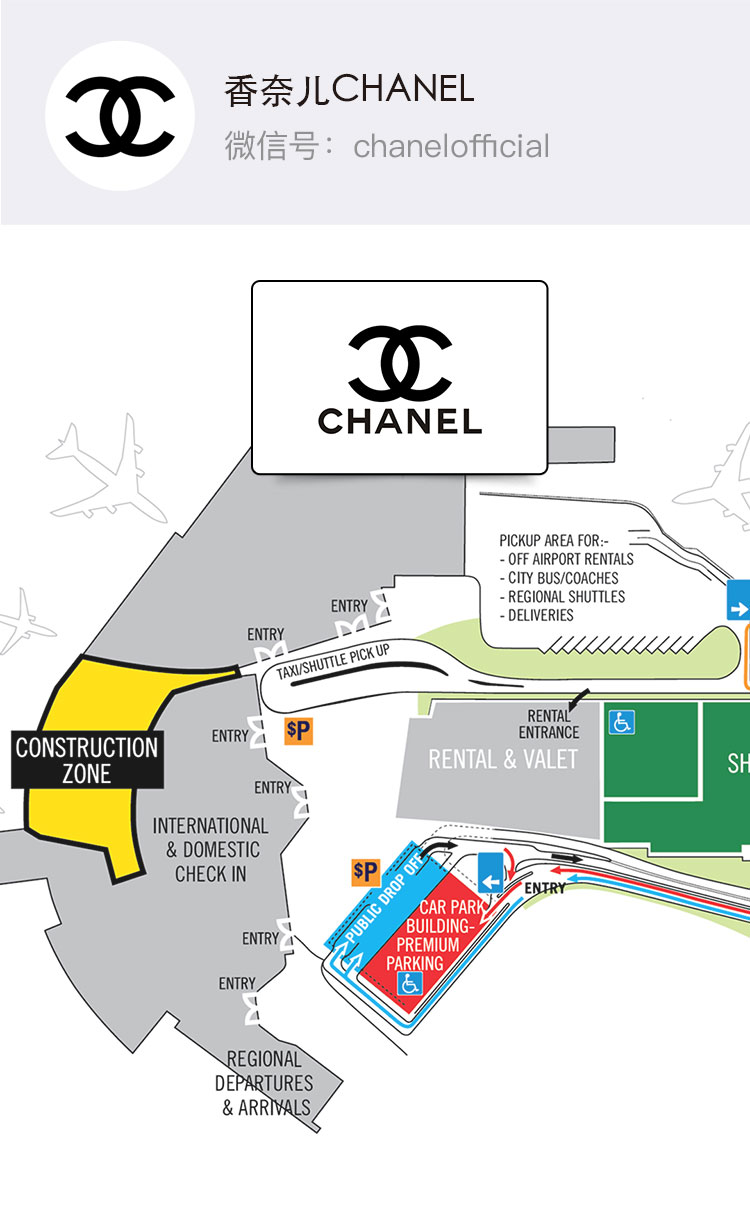 香奈儿CHANEL
微信号：chanelofficial
CHANEL
PICKUP AREA FOR:-
- OFF AIRPORT RENTALS
- CITY BUS/COACHES
- REGIONAL SHUTTLES
- DELIVERIES
ENTRY
ENTRY
TAXI/SHUTTLE PICK UP
ENTRY
$P
RENTAL
ENTRANCE
CONSTRUCTION
ZONE
RENTAL & VALET
SH
ENTRY
INTERNATIONAL
& DOMESTIC
CHECK IN
$P
PUBLIC DROP OFF
ENTRY
CAR PARK
BUILDING-
PREMIUM
PARKING
ENTRY
ENTRY
REGIONAL
DEPARTURES
& ARRIVALS